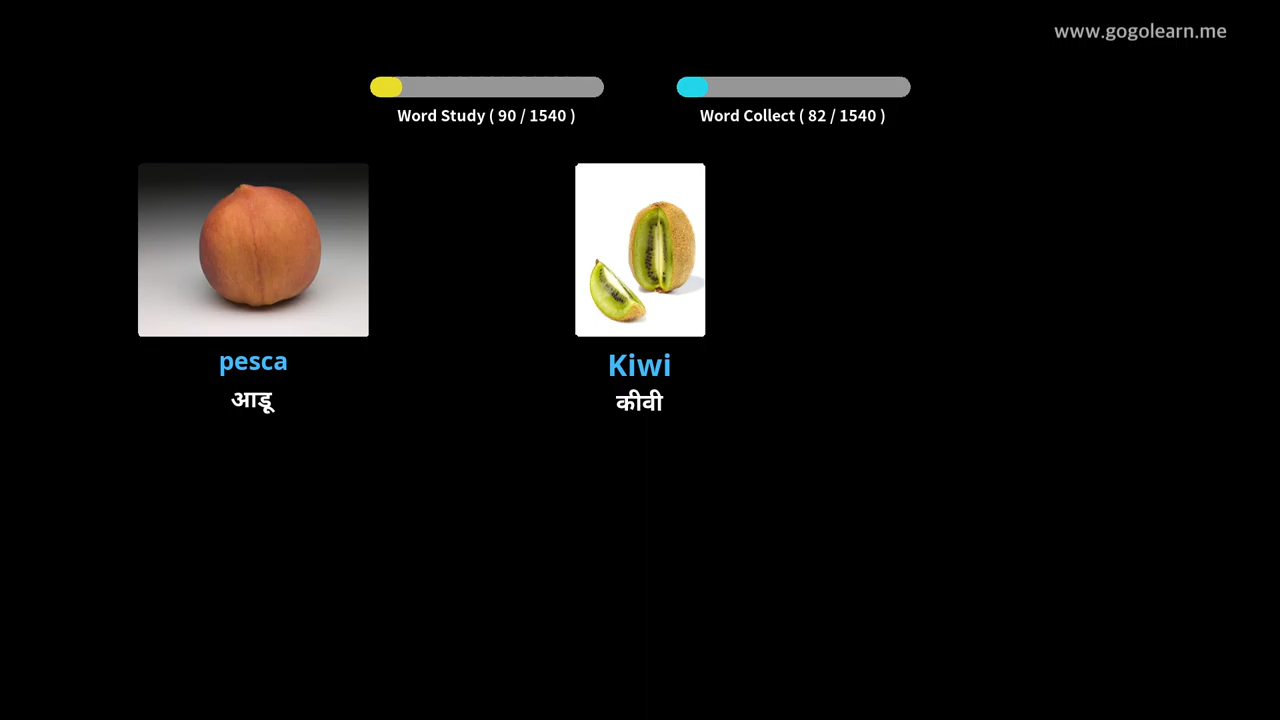 www.gogolearn.me
Word Study ( 90 / 1540 )
Word Collect ( 82 / 1540 )
pesca
आडू
Kiwi
कीवी